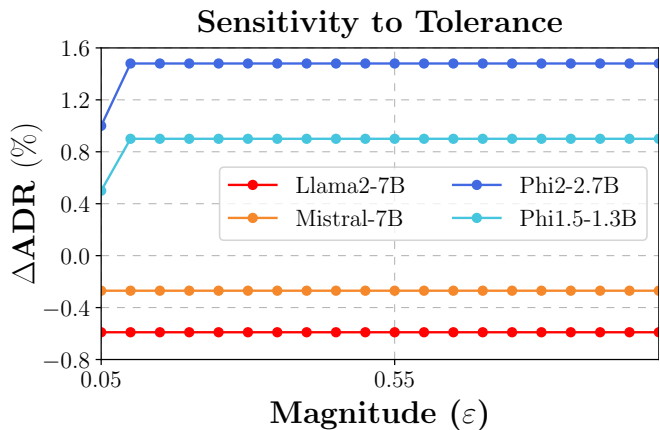 Sensitivity to Tolerance
ΔADR (%)
1.6
1.2
0.8
0.4
0.0
−0.4
−0.8
Llama2-7B
Mistral-7B
Phi2-2.7B
Phi1.5-1.3B
0.05
0.55
Magnitude (ε)